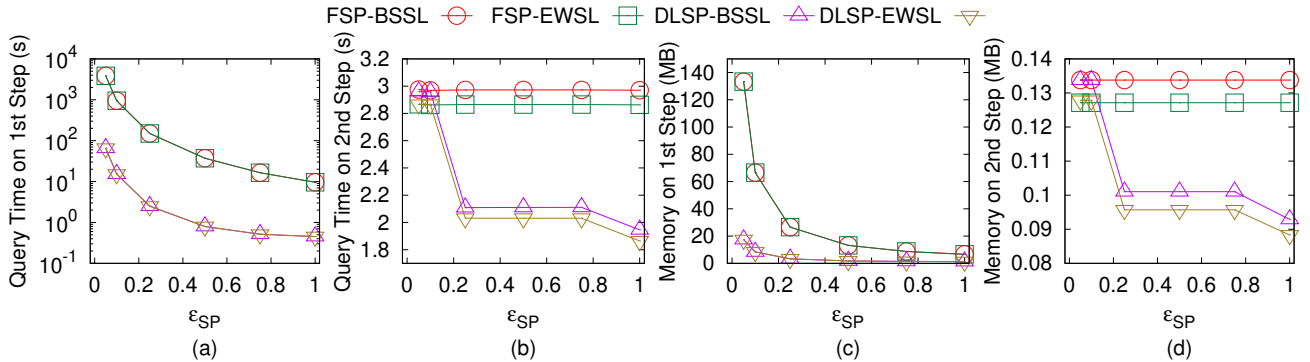 FSP-BSSL FSP-EWSL DLSP-BSSL DLSP-EWSL
Query Time on 1st Step (s)
10^4
10^3
10^2
10^1
10^0
10^-1
0 0.2 0.4 0.6 0.8 1
ε_SP
(a)
Query Time on 2nd Step (s)
3.2
3
2.8
2.6
2.4
2.2
2
1.8
0 0.2 0.4 0.6 0.8 1
ε_SP
(b)
Memory on 1st Step (MB)
140
120
100
80
60
40
20
0
0 0.2 0.4 0.6 0.8 1
ε_SP
(c)
Memory on 2nd Step (MB)
0.14
0.13
0.12
0.11
0.1
0.09
0.08
0 0.2 0.4 0.6 0.8 1
ε_SP
(d)